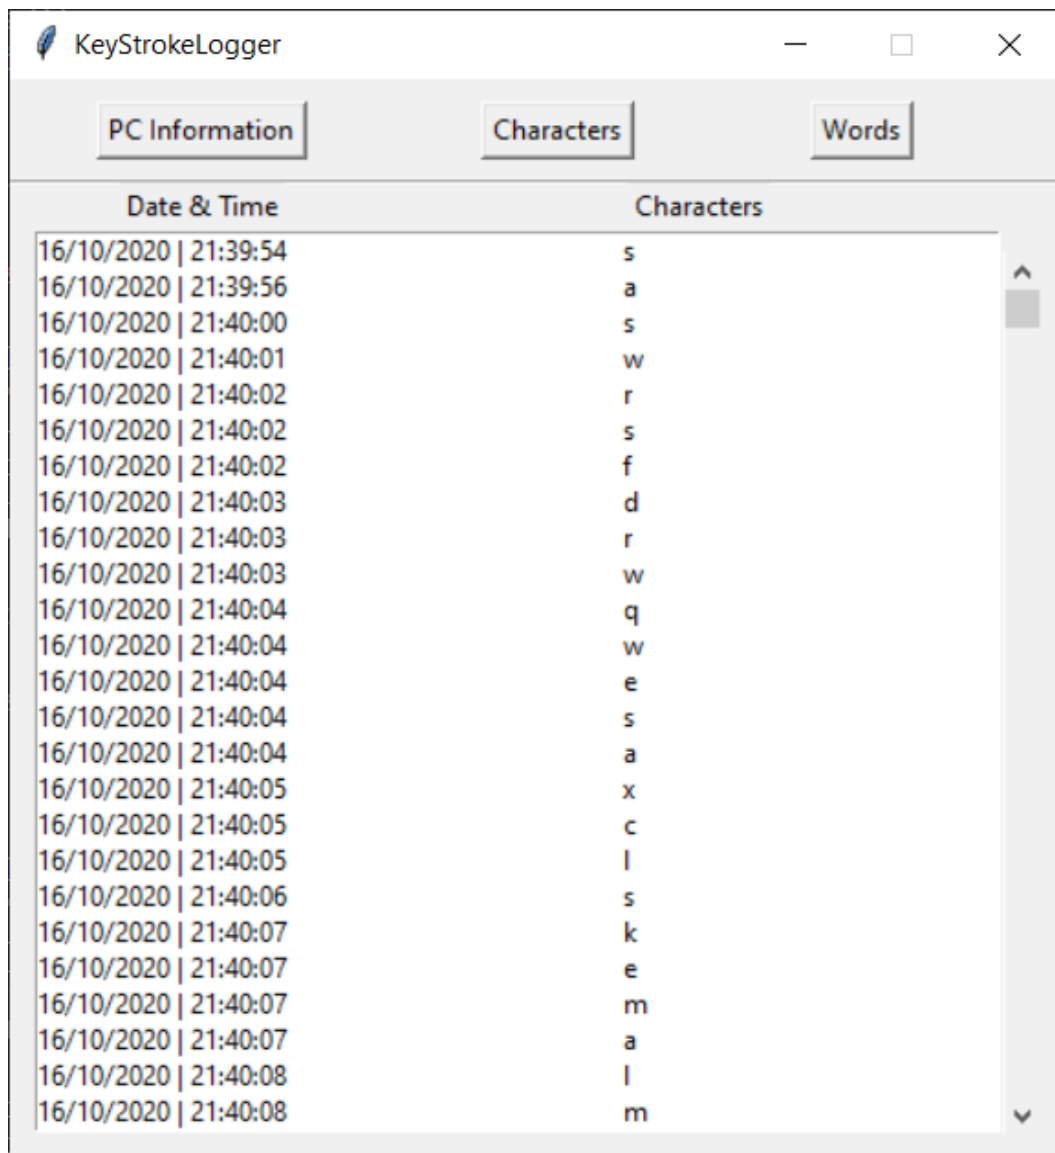 KeyStrokeLogger
PC Information Characters Words
Date & Time Characters
16/10/2020 | 21:39:54 s
16/10/2020 | 21:39:56 a
16/10/2020 | 21:40:00 s
16/10/2020 | 21:40:01 w
16/10/2020 | 21:40:02 r
16/10/2020 | 21:40:02 s
16/10/2020 | 21:40:02 f
16/10/2020 | 21:40:03 d
16/10/2020 | 21:40:03 r
16/10/2020 | 21:40:03 w
16/10/2020 | 21:40:04 q
16/10/2020 | 21:40:04 w
16/10/2020 | 21:40:04 e
16/10/2020 | 21:40:04 s
16/10/2020 | 21:40:04 a
16/10/2020 | 21:40:05 x
16/10/2020 | 21:40:05 c
16/10/2020 | 21:40:05 l
16/10/2020 | 21:40:06 s
16/10/2020 | 21:40:07 k
16/10/2020 | 21:40:07 e
16/10/2020 | 21:40:07 m
16/10/2020 | 21:40:07 a
16/10/2020 | 21:40:08 l
16/10/2020 | 21:40:08 m